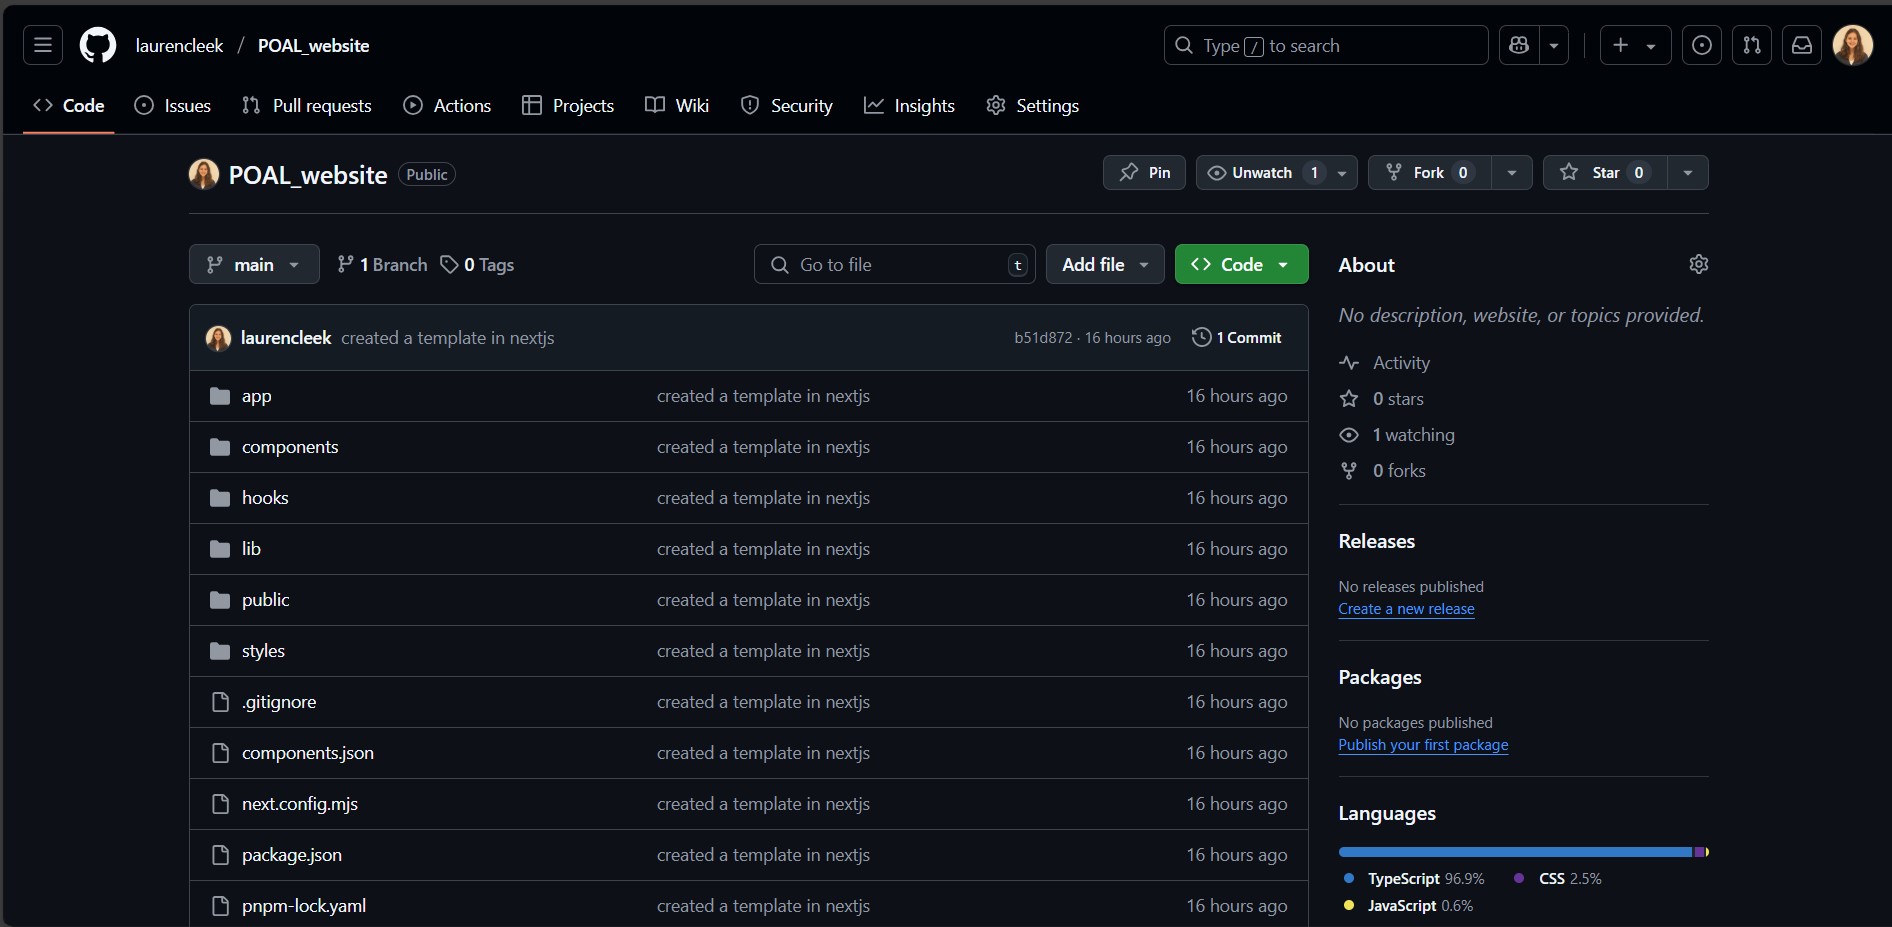 laurencleek / POAL_website
Type / to search
Code Issues Pull requests Actions Projects Wiki Security Insights Settings
POAL_website Public
Pin Unwatch 1 Fork 0 Star 0
main 1 Branch 0 Tags
Go to file t Add file Code
laurencleek created a template in nextjs b51d872 · 16 hours ago 1 Commit
app created a template in nextjs 16 hours ago
components created a template in nextjs 16 hours ago
hooks created a template in nextjs 16 hours ago
lib created a template in nextjs 16 hours ago
public created a template in nextjs 16 hours ago
styles created a template in nextjs 16 hours ago
.gitignore created a template in nextjs 16 hours ago
components.json created a template in nextjs 16 hours ago
next.config.mjs created a template in nextjs 16 hours ago
package.json created a template in nextjs 16 hours ago
pnpm-lock.yaml created a template in nextjs 16 hours ago
About
No description, website, or topics provided.
Activity
0 stars
1 watching
0 forks
Releases
No releases published
Create a new release
Packages
No packages published
Publish your first package
Languages
TypeScript 96.9% CSS 2.5%
JavaScript 0.6%